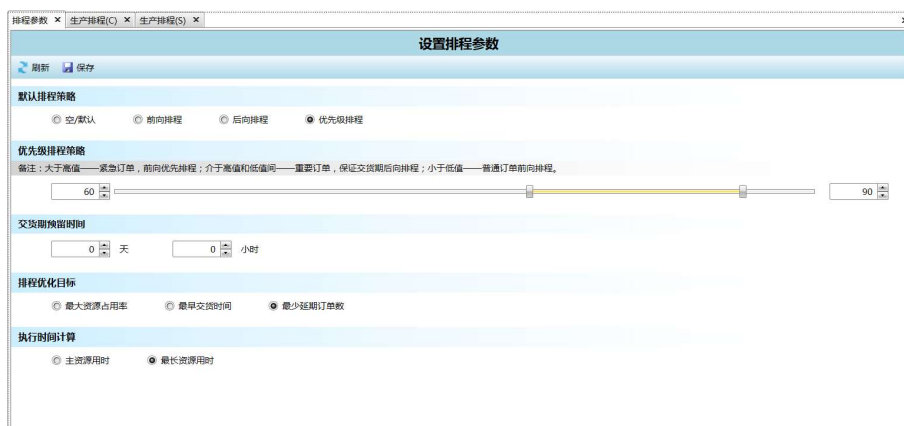 排程参数 × 生产排程(C) × 生产排程(S) ×
设置排程参数
刷新 保存
默认排程策略
空/默认 前向排程 后向排程 优先级排程
优先级排程策略
备注:大于高值——紧急订单,前向优先排程;介于高值和低值间——重要订单,保证交货期后向排程;小于低值——普通订单前向排程。
60 90
交货期预留时间
0 天 0 小时
排程优化目标
最大资源占用率 最早交货时间 最少延期订单数
执行时间计算
主资源用时 最长资源用时